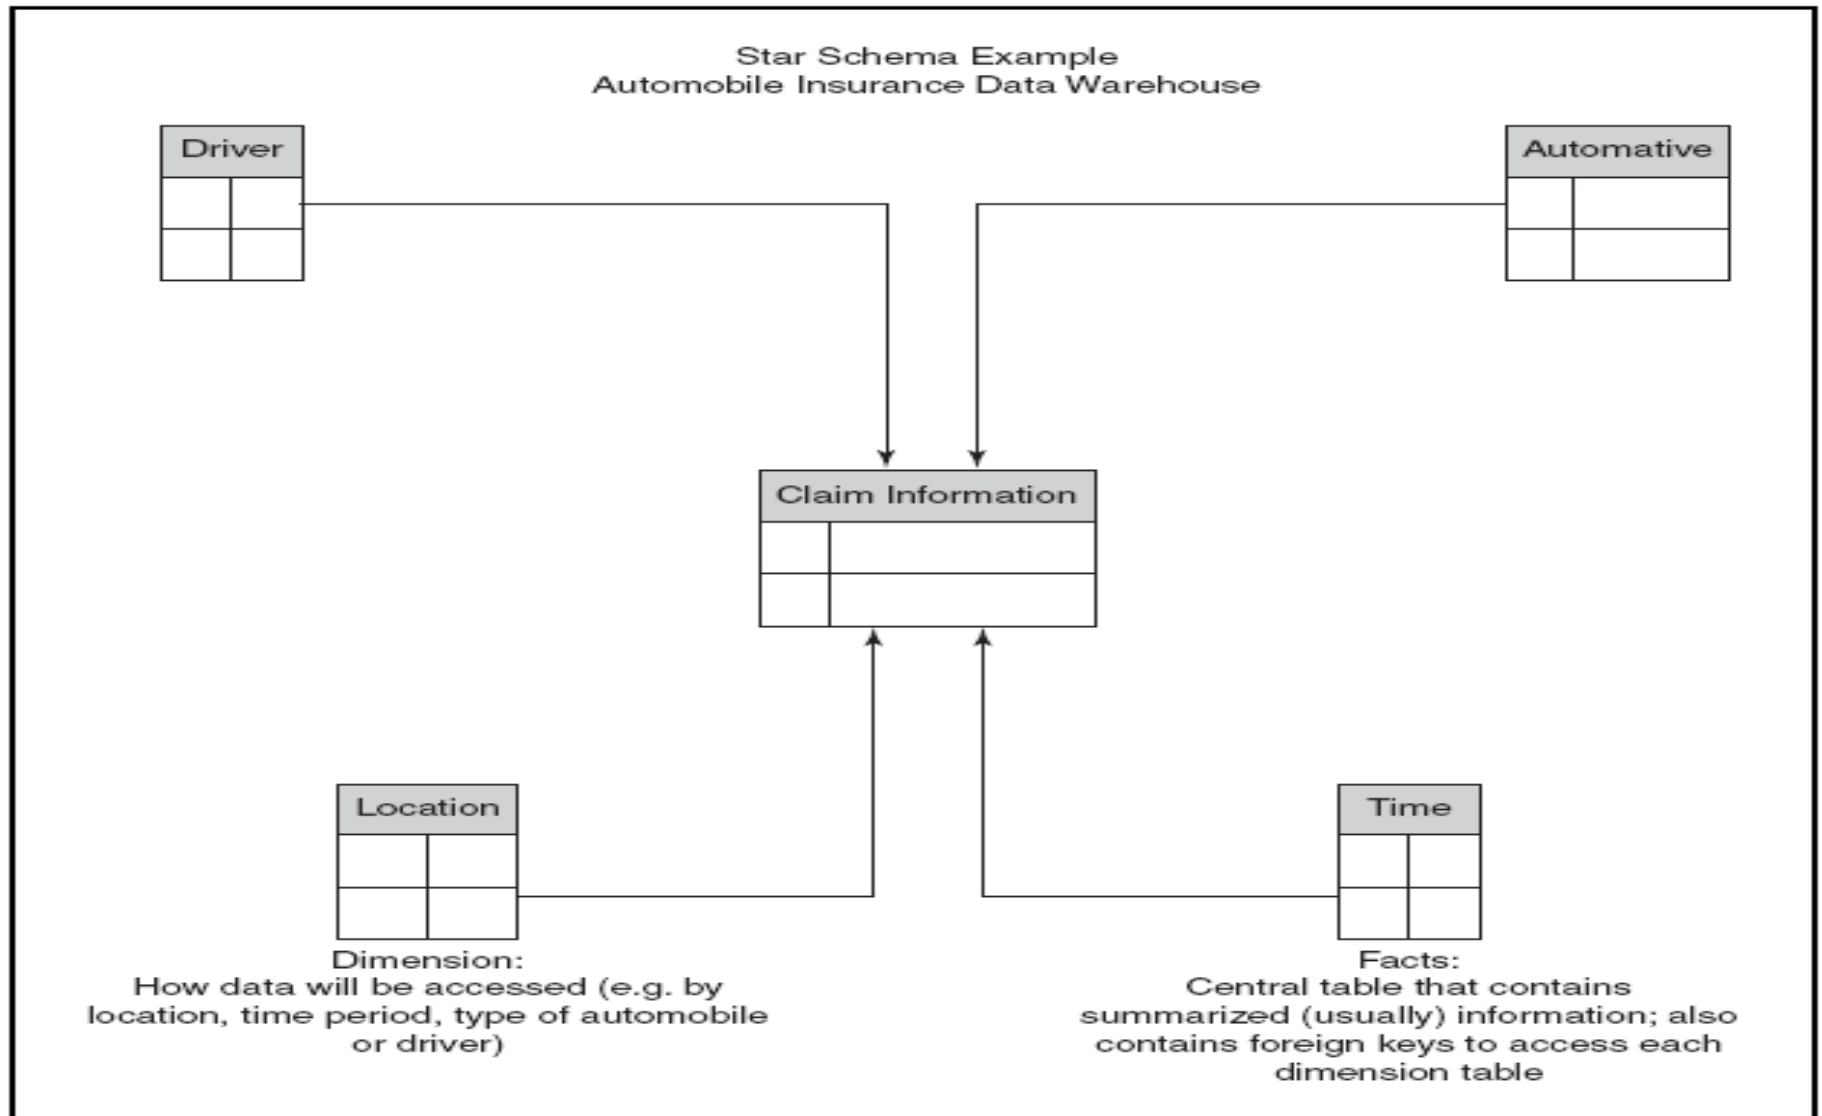 Star Schema Example
Automobile Insurance Data Warehouse
Driver
Automative
Claim Information
Location
Time
Dimension:
How data will be accessed (e.g. by
location, time period, type of automobile
or driver)
Facts:
Central table that contains
summarized (usually) information; also
contains foreign keys to access each
dimension table